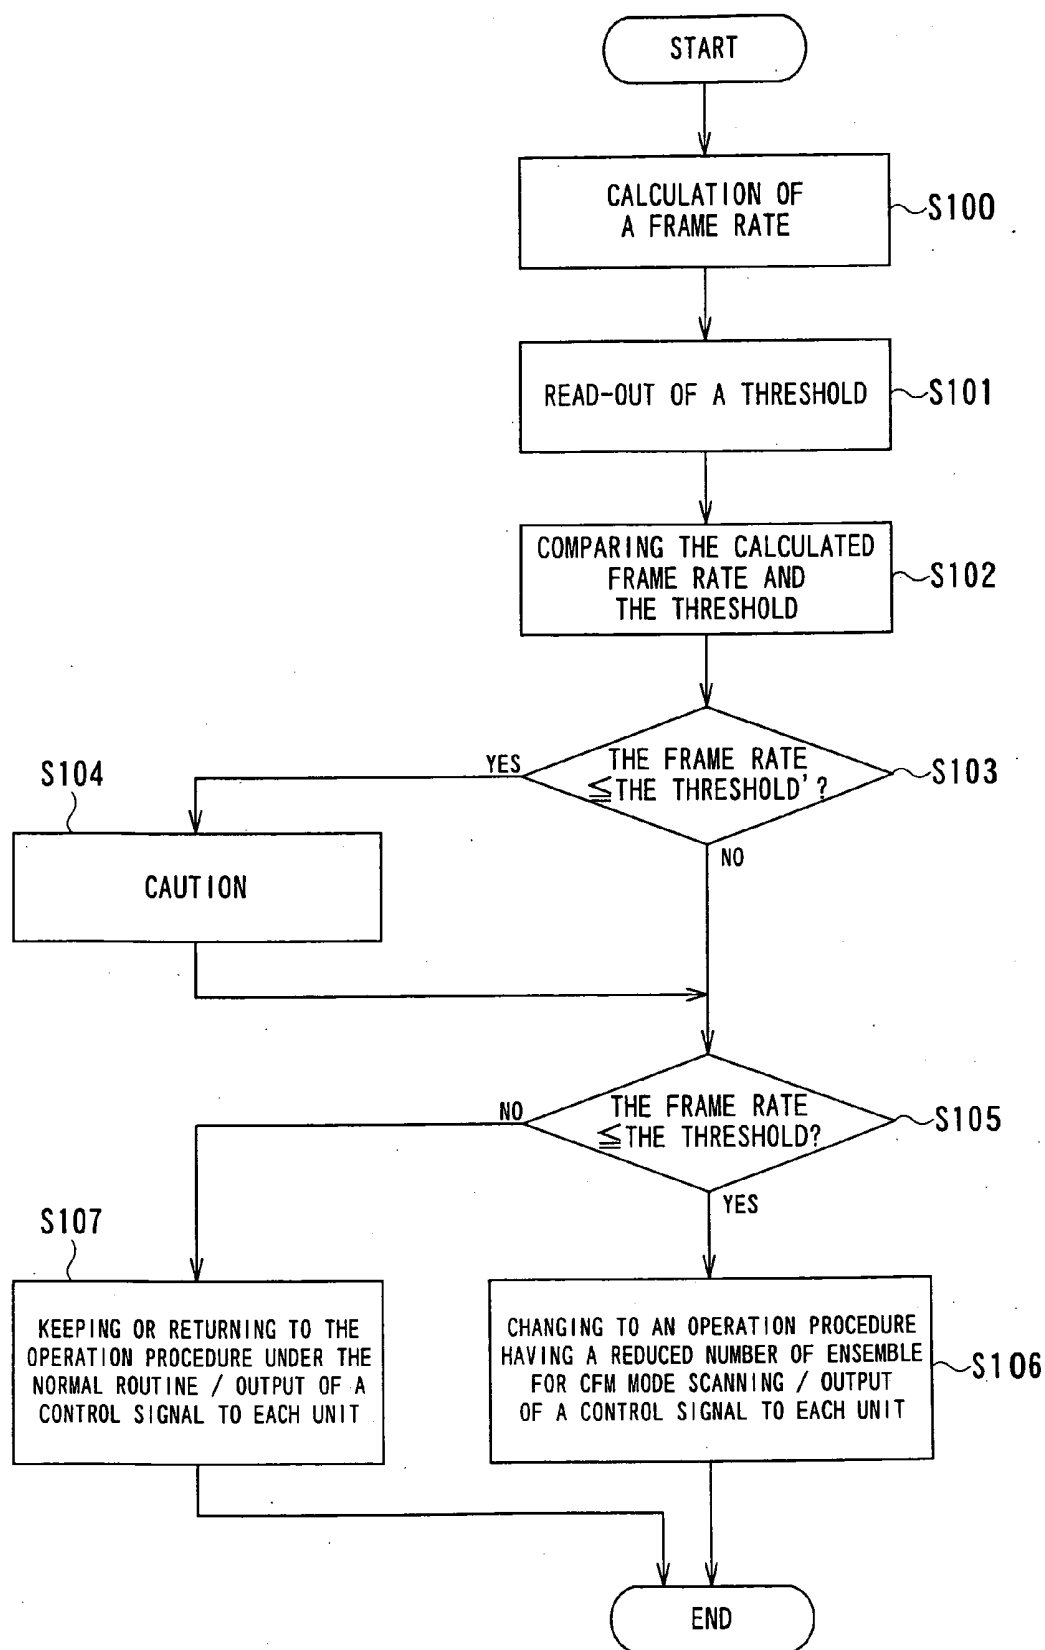 START
CALCULATION OF
A FRAME RATE
S100
READ-OUT OF A THRESHOLD
S101
COMPARING THE CALCULATED
FRAME RATE AND
THE THRESHOLD
S102
THE FRAME RATE
≦THE THRESHOLD'?
S103
YES
NO
S104
CAUTION
THE FRAME RATE
≦THE THRESHOLD?
S105
NO
YES
S107
KEEPING OR RETURNING TO THE
OPERATION PROCEDURE UNDER THE
NORMAL ROUTINE / OUTPUT OF A
CONTROL SIGNAL TO EACH UNIT
CHANGING TO AN OPERATION PROCEDURE
HAVING A REDUCED NUMBER OF ENSEMBLE
FOR CFM MODE SCANNING / OUTPUT
OF A CONTROL SIGNAL TO EACH UNIT
S106
END